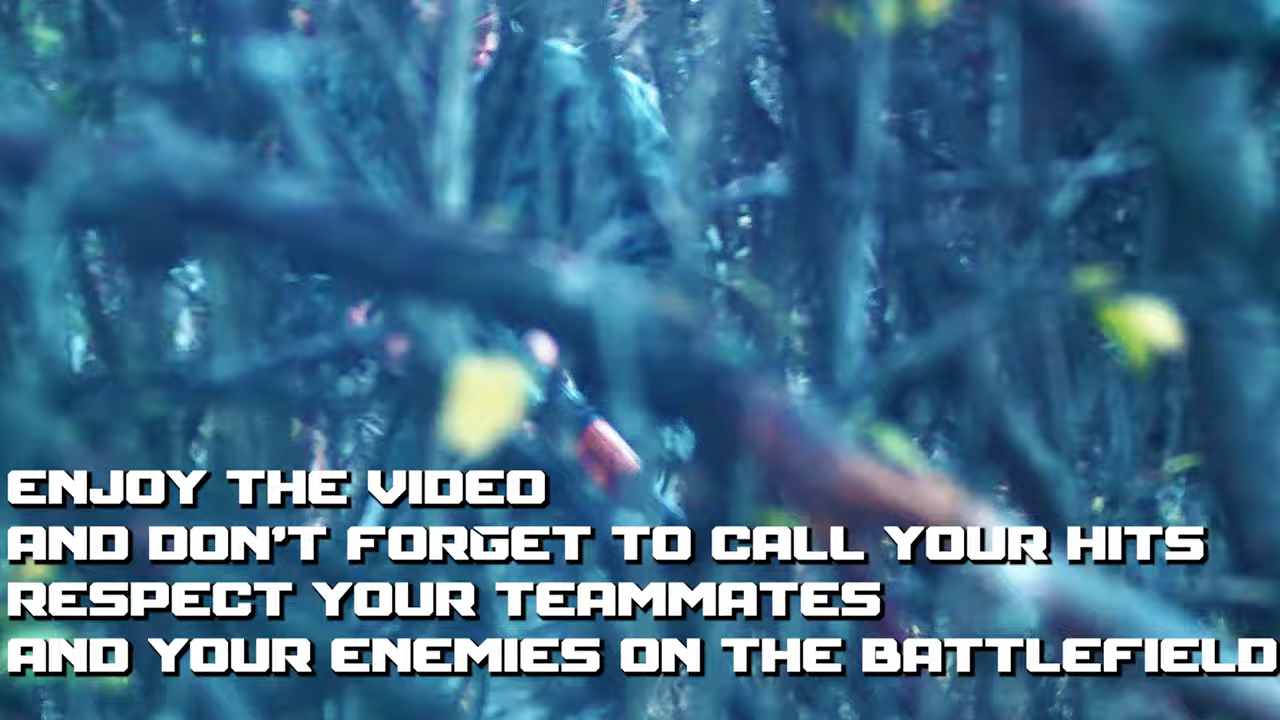 ENJOY THE VIDEO
AND DON'T FORGET TO CALL YOUR HITS
RESPECT YOUR TEAMMATES
AND YOUR ENEMIES ON THE BATTLEFIELD